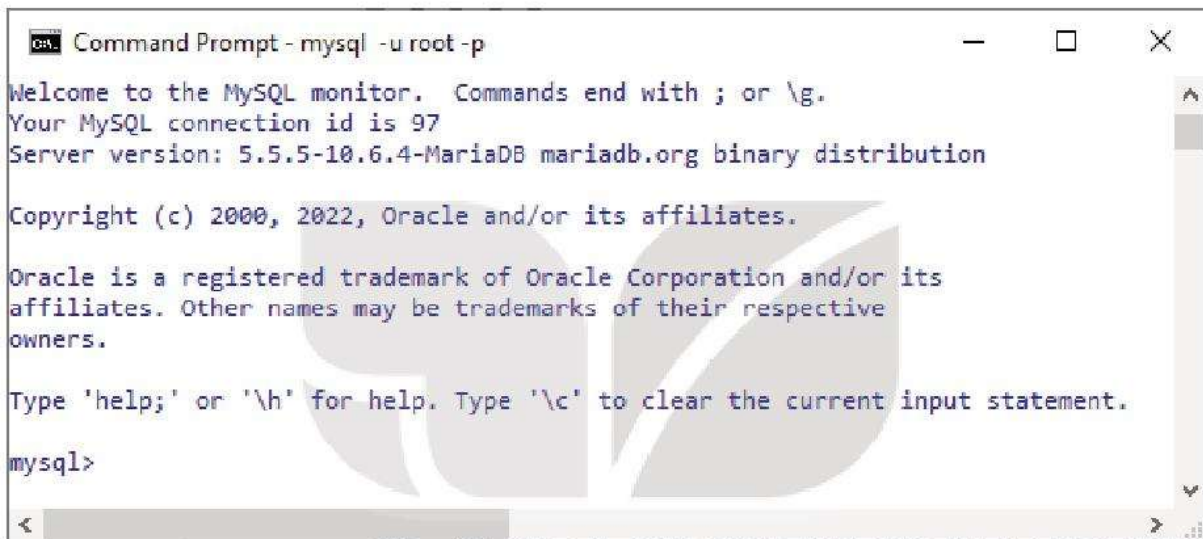 Command Prompt - mysql -u root -p
Welcome to the MySQL monitor.  Commands end with ; or \g.
Your MySQL connection id is 97
Server version: 5.5.5-10.6.4-MariaDB mariadb.org binary distribution
Copyright (c) 2000, 2022, Oracle and/or its affiliates.
Oracle is a registered trademark of Oracle Corporation and/or its
affiliates. Other names may be trademarks of their respective
owners.
Type 'help;' or '\h' for help. Type '\c' to clear the current input statement.
mysql>